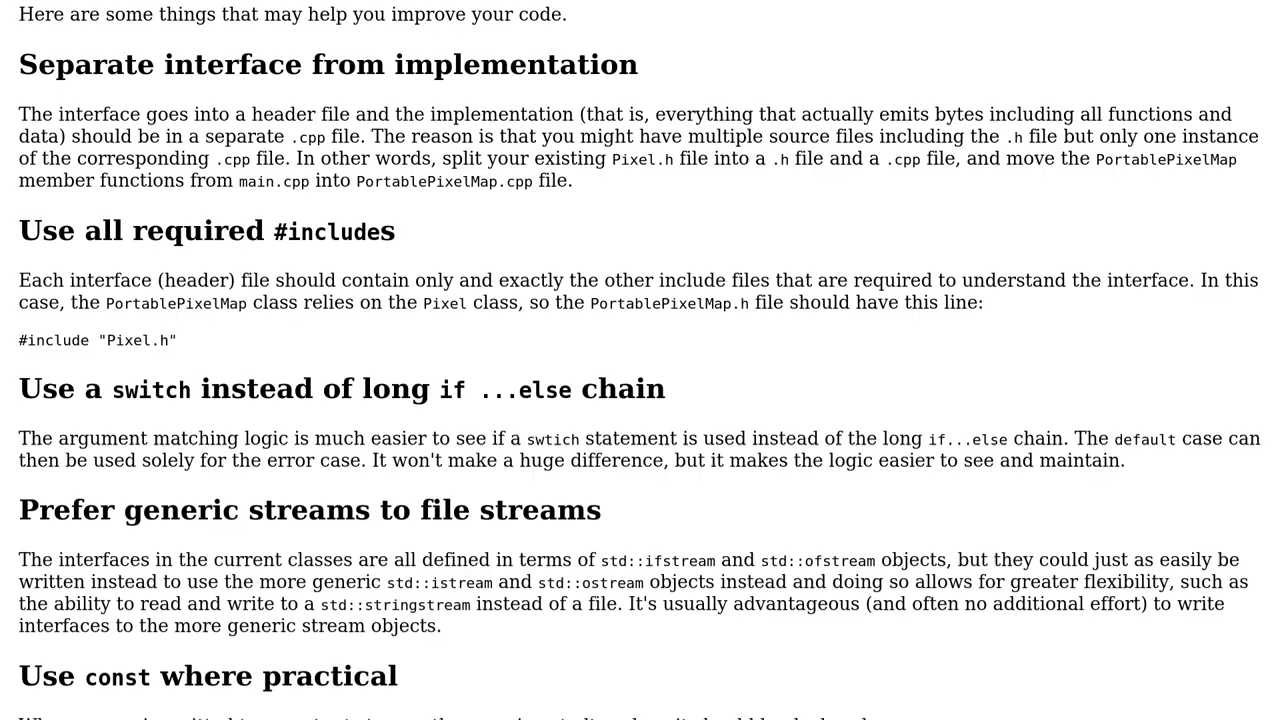 Here are some things that may help you improve your code.
Separate interface from implementation
The interface goes into a header file and the implementation (that is, everything that actually emits bytes including all functions and
data) should be in a separate .cpp file. The reason is that you might have multiple source files including the .h file but only one instance
of the corresponding .cpp file. In other words, split your existing Pixel.h file into a .h file and a .cpp file, and move the PortablePixelMap
member functions from main.cpp into PortablePixelMap.cpp file.
Use all required #includes
Each interface (header) file should contain only and exactly the other include files that are required to understand the interface. In this
case, the PortablePixelMap class relies on the Pixel class, so the PortablePixelMap.h file should have this line:
#include "Pixel.h"
Use a switch instead of long if ...else chain
The argument matching logic is much easier to see if a swtich statement is used instead of the long if...else chain. The default case can
then be used solely for the error case. It won't make a huge difference, but it makes the logic easier to see and maintain.
Prefer generic streams to file streams
The interfaces in the current classes are all defined in terms of std::ifstream and std::ofstream objects, but they could just as easily be
written instead to use the more generic std::istream and std::ostream objects instead and doing so allows for greater flexibility, such as
the ability to read and write to a std::stringstream instead of a file. It's usually advantageous (and often no additional effort) to write
interfaces to the more generic stream objects.
Use const where practical